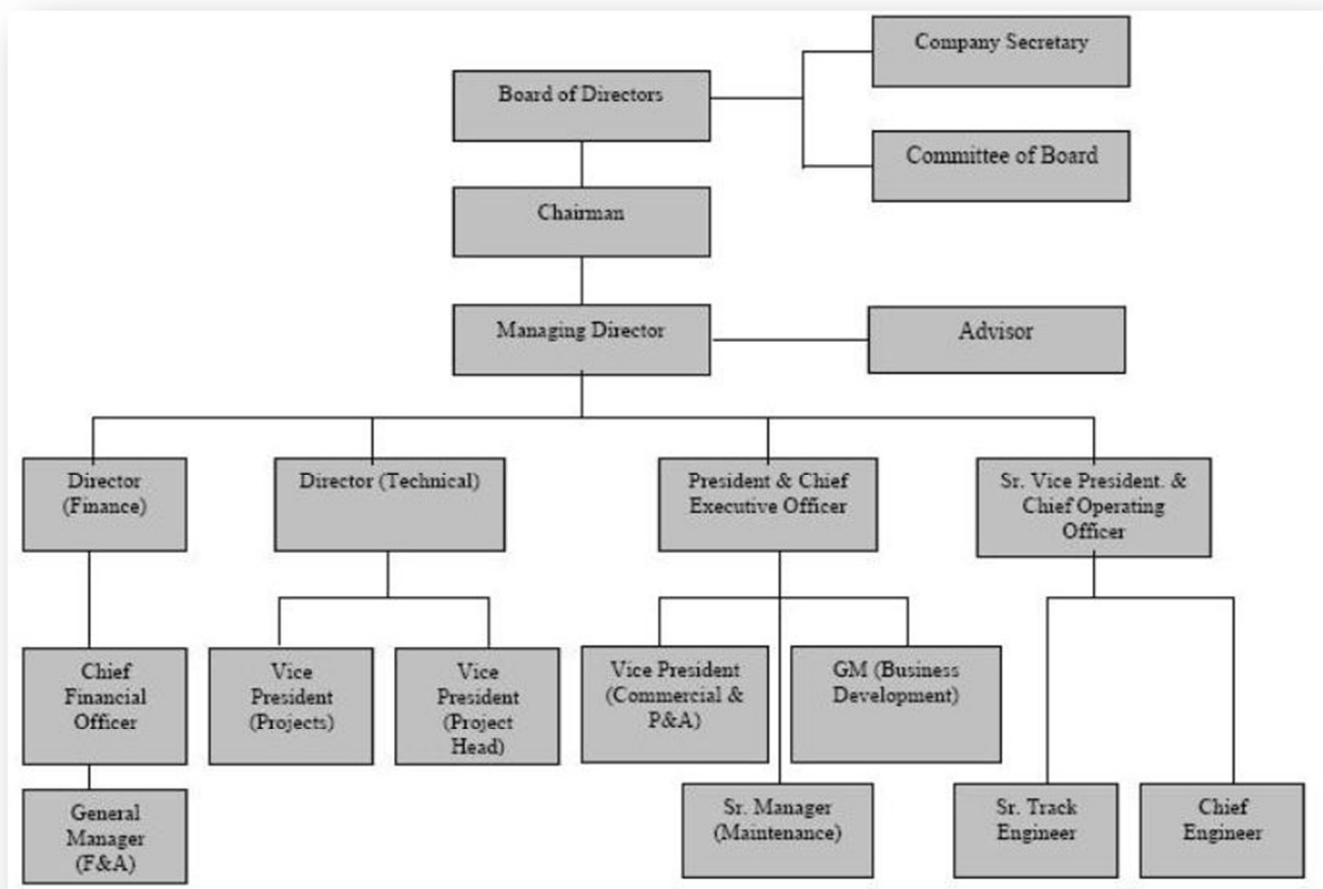 Company Secretary
Board of Directors
Committee of Board
Chairman
Managing Director
Advisor
Director
(Finance)
Director (Technical)
President & Chief
Executive Officer
Sr. Vice President. &
Chief Operating
Officer
Chief
Financial
Officer
Vice
President
(Projects)
Vice
President
(Project
Head)
Vice President
(Commercial &
P&A)
GM (Business
Development)
General
Manager
(F&A)
Sr. Manager
(Maintenance)
Sr. Track
Engineer
Chief
Engineer